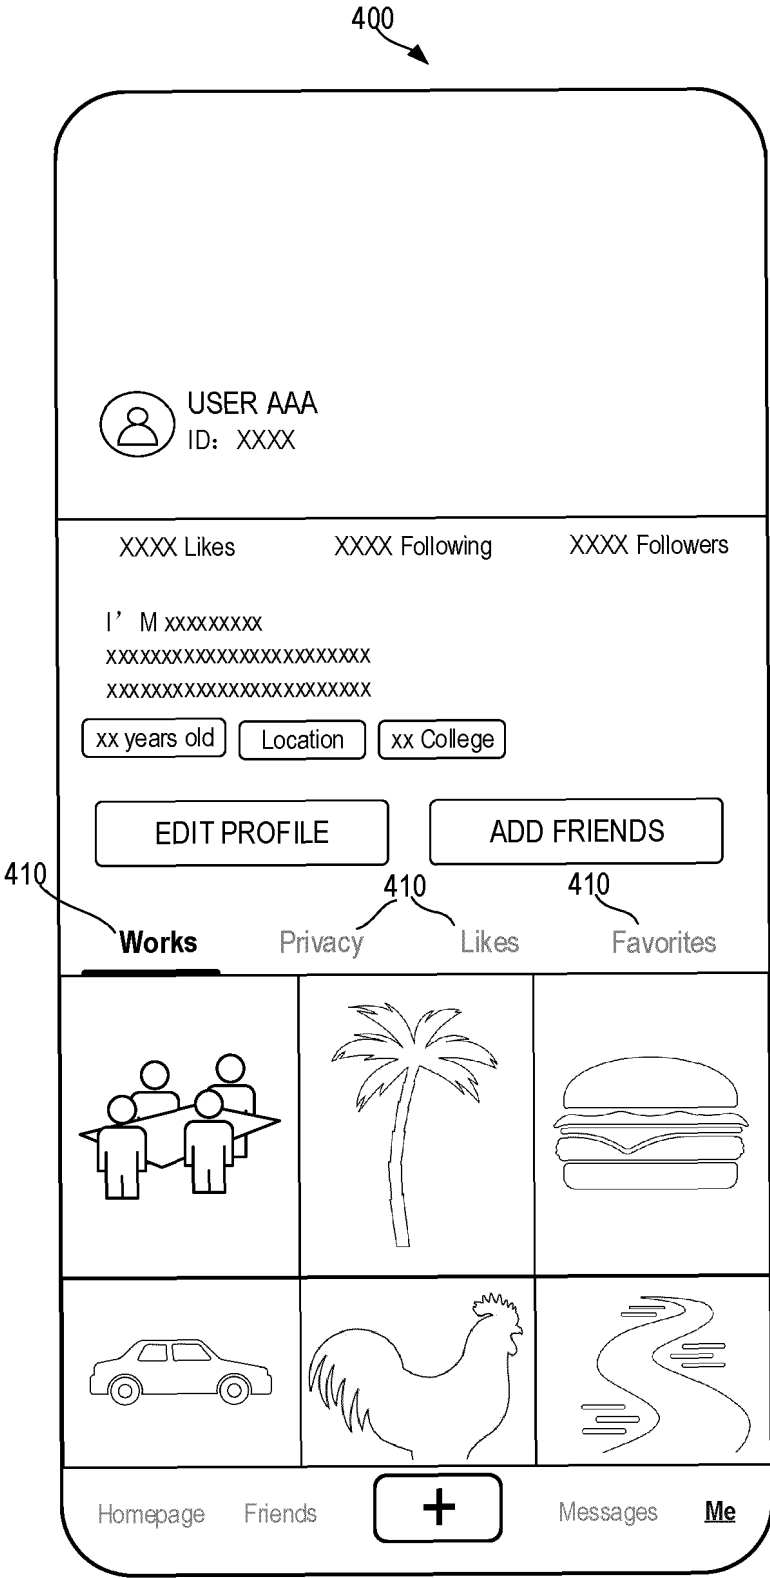 400
USER AAA
ID: XXXX
XXXX Likes XXXX Following XXXX Followers
I' M xxxxxxxxx
xxxxxxxxxxxxxxxxxxxxxxxx
xxxxxxxxxxxxxxxxxxxxxxxx
xx years old Location xx College
EDIT PROFILE ADD FRIENDS
410 410 410
Works Privacy Likes Favorites
Homepage Friends + Messages Me